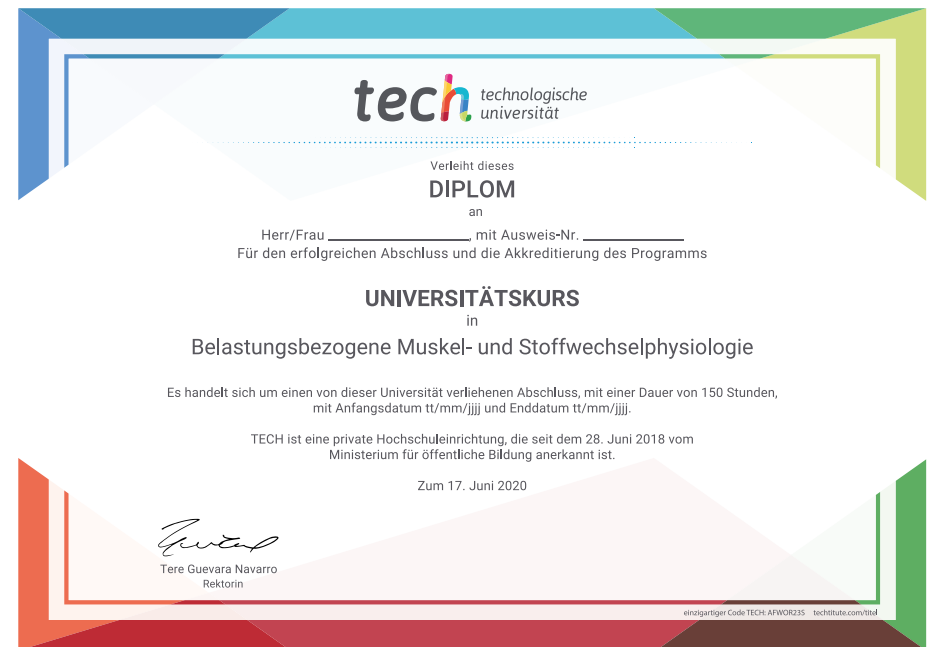 tech technologische
universität
Verleiht dieses
DIPLOM
an
Herr/Frau ____________, mit Ausweis-Nr. ____________
Für den erfolgreichen Abschluss und die Akkreditierung des Programms
UNIVERSITÄTSKURS
in
Belastungsbezogene Muskel- und Stoffwechselphysiologie
Es handelt sich um einen von dieser Universität verliehenen Abschluss, mit einer Dauer von 150 Stunden,
mit Anfangsdatum tt/mm/jjjj und Enddatum tt/mm/jjjj.
TECH ist eine private Hochschuleinrichtung, die seit dem 28. Juni 2018 vom
Ministerium für öffentliche Bildung anerkannt ist.
Zum 17. Juni 2020
Tere Guevara Navarro
Rektorin
einzigartiger Code TECH: AFWOR23S techtitute.com/titel